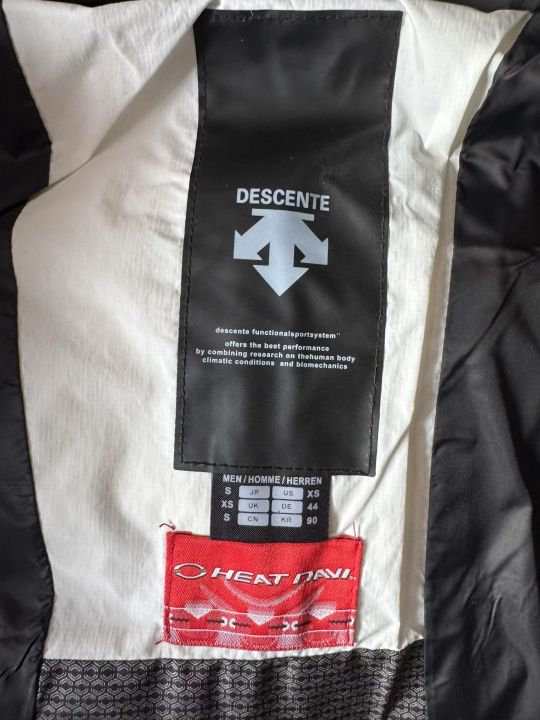 DESCENTE
descente functionalsportsystem™
offers the best performance
by combining research on thehuman body
climatic conditions and biomechanics
MEN / HOMME / HERREN
S JP US XS
XS UK DE 44
S CN KR 90
HEAT NAVI™